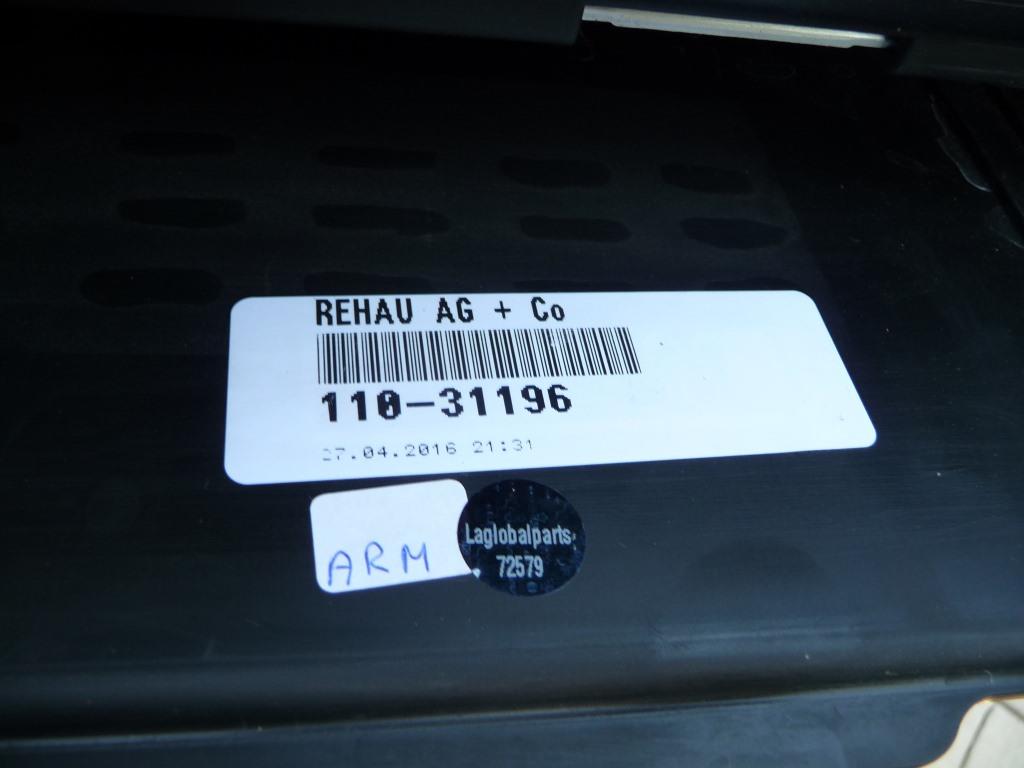 REHAU AG + Co
110-31196
27.04.2016 21:31
ARM
Laglobalparts-
72579